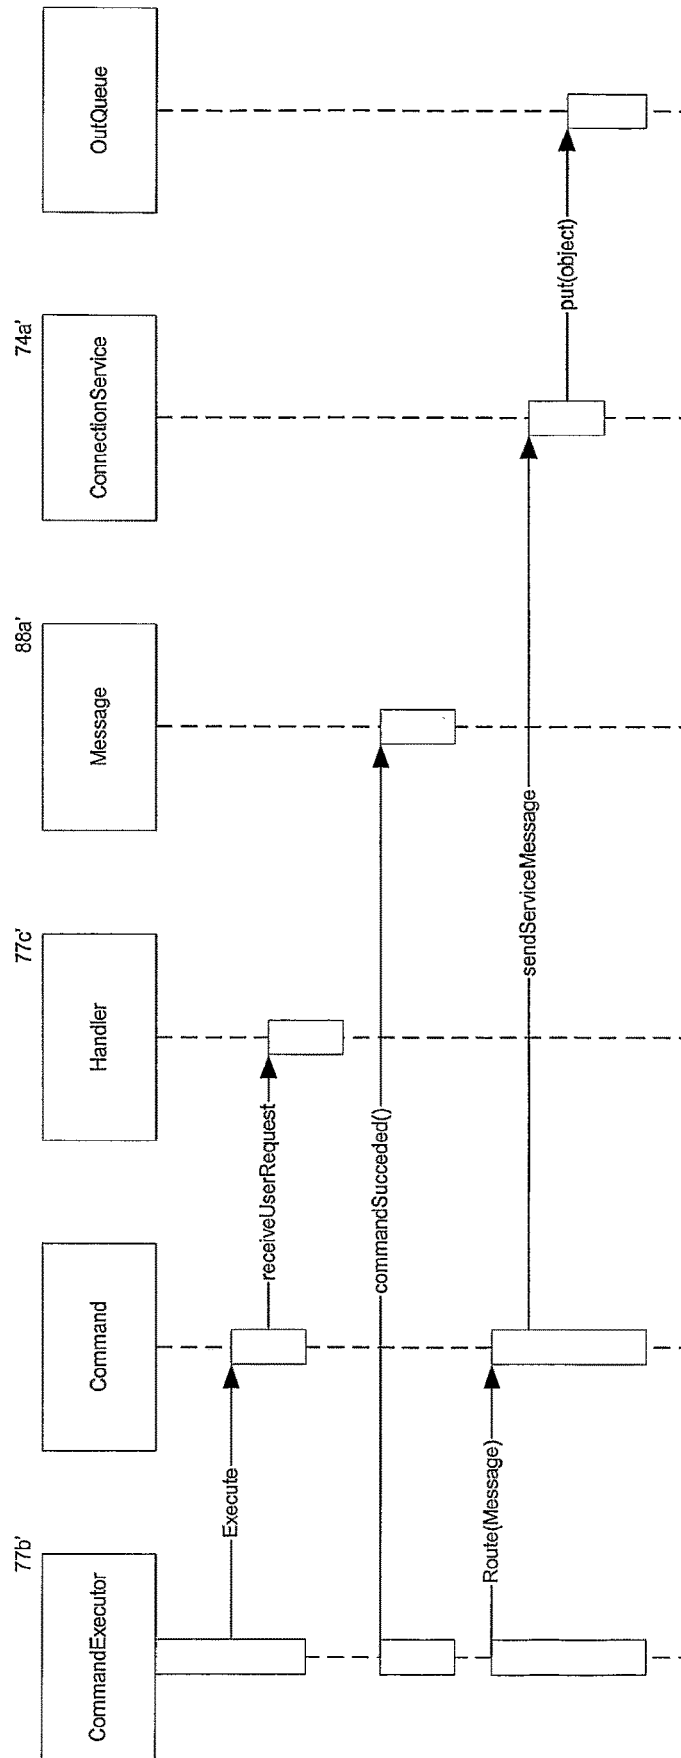 77b'
77c'
88a'
74a'
CommandExecutor
Command
Handler
Message
ConnectionService
OutQueue
Execute
receiveUserRequest
commandSucceded()
Route(Message)
sendServiceMessage
put(object)